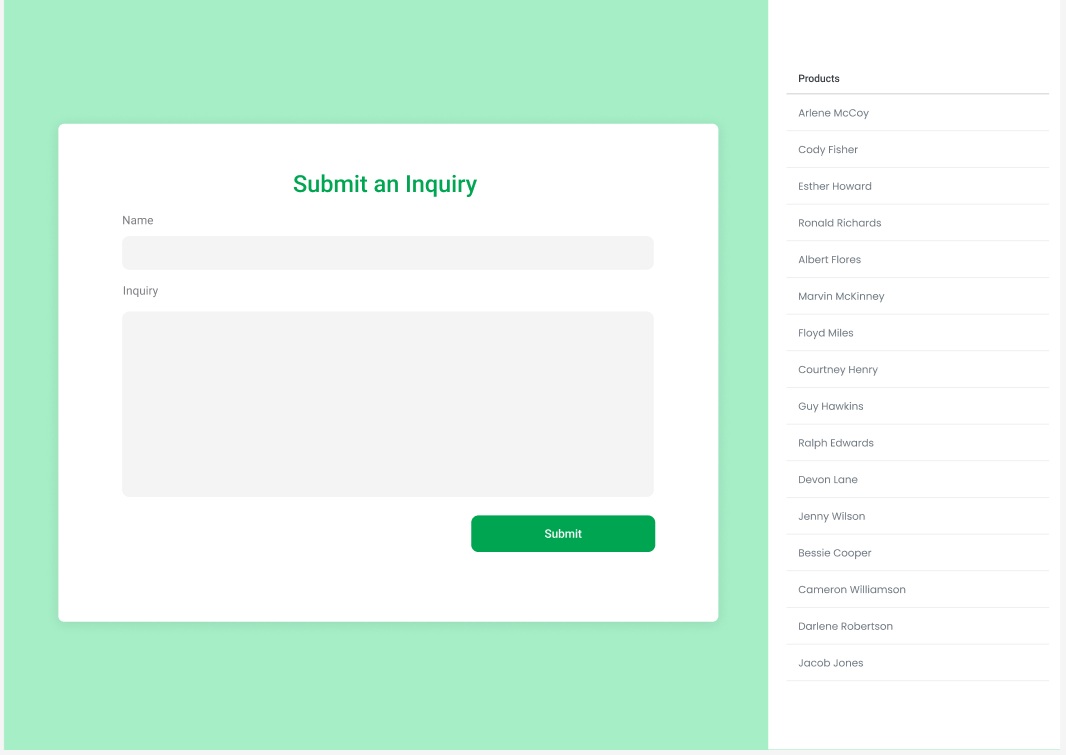 Submit an Inquiry
Name
Inquiry
Submit
Products
Arlene McCoy
Cody Fisher
Esther Howard
Ronald Richards
Albert Flores
Marvin McKinney
Floyd Miles
Courtney Henry
Guy Hawkins
Ralph Edwards
Devon Lane
Jenny Wilson
Bessie Cooper
Cameron Williamson
Darlene Robertson
Jacob Jones